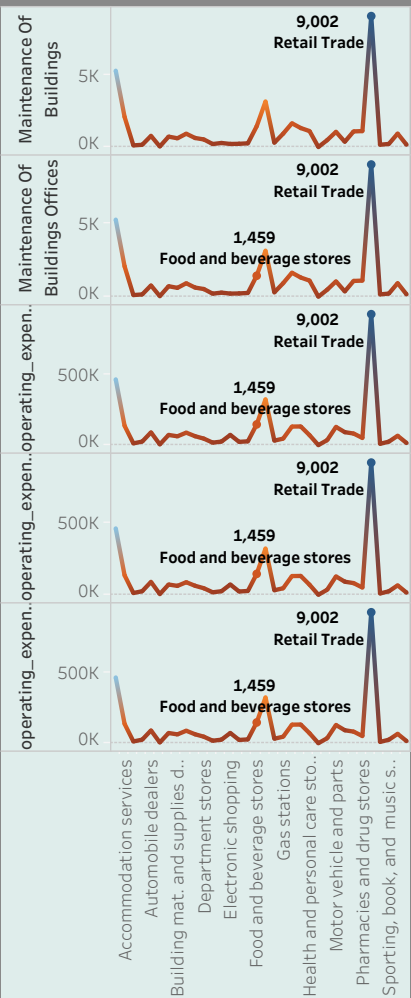 Maintenance Of
Buildings
5K
0K
9,002
Retail Trade
Maintenance Of
Buildings Offices
5K
0K
9,002
Retail Trade
1,459
Food and beverage stores
operating_expen..
500K
0K
9,002
Retail Trade
1,459
Food and beverage stores
operating_expen..
500K
0K
9,002
Retail Trade
1,459
Food and beverage stores
operating_expen..
500K
0K
9,002
Retail Trade
1,459
Food and beverage stores
Accommodation services
Automobile dealers
Building mat. and supplies d..
Department stores
Electronic shopping
Food and beverage stores
Gas stations
Health and personal care sto..
Motor vehicle and parts
Pharmacies and drug stores
Sporting, book, and music s..